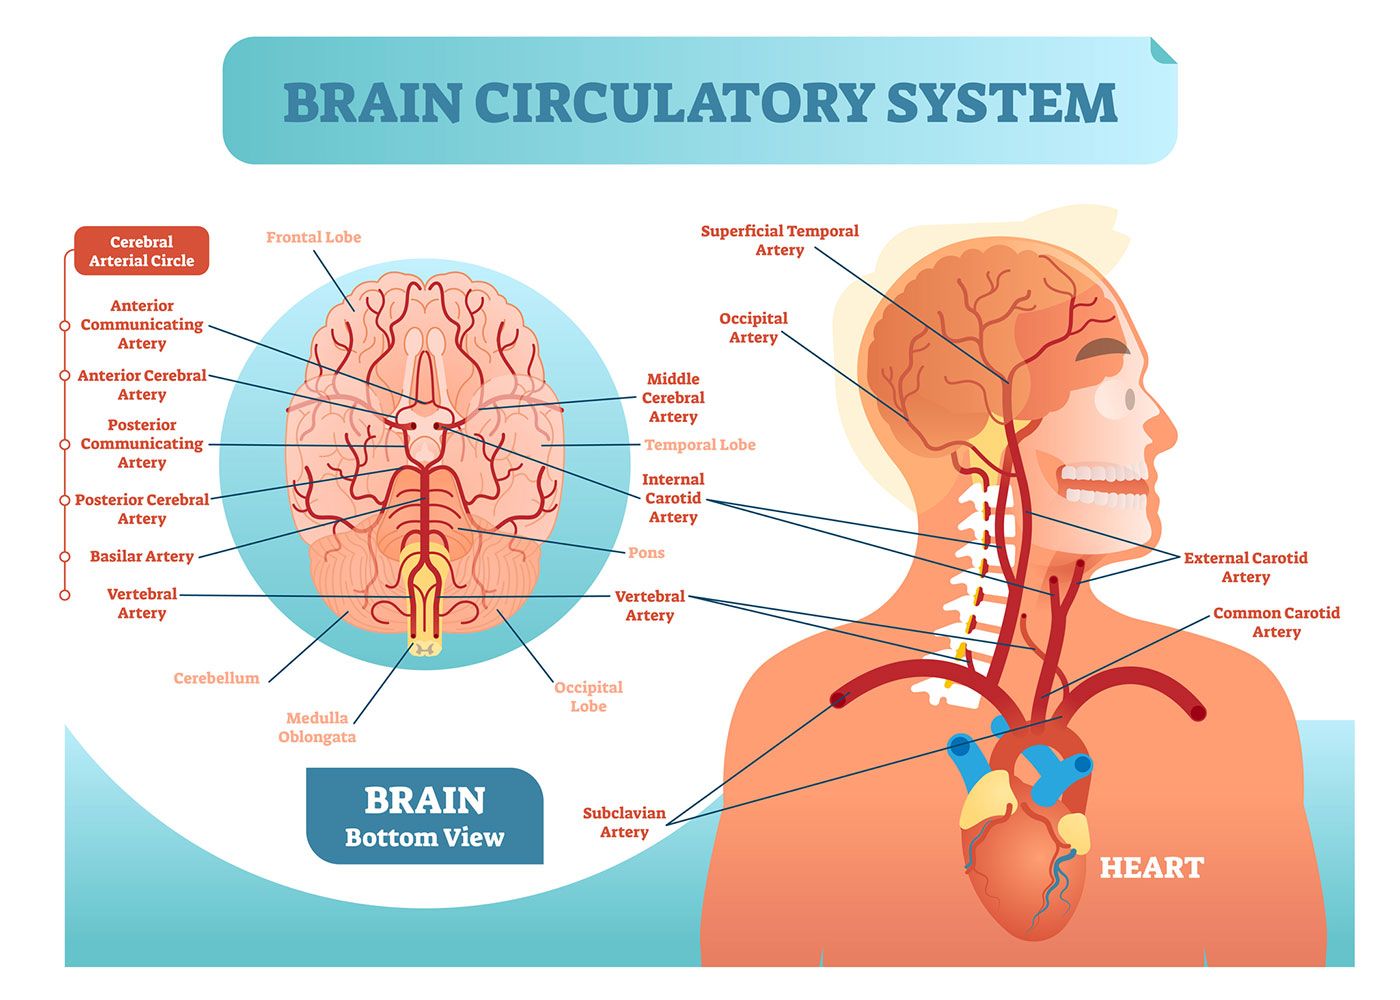 BRAIN CIRCULATORY SYSTEM
Cerebral
Arterial Circle
Anterior
Communicating
Artery
Anterior Cerebral
Artery
Posterior
Communicating
Artery
Posterior Cerebral
Artery
Basilar Artery
Vertebral
Artery
Frontal Lobe
Middle
Cerebral
Artery
Temporal Lobe
Internal
Carotid
Artery
Pons
Vertebral
Artery
Cerebellum
Medulla
Oblongata
Occipital
Lobe
BRAIN
Bottom View
Superficial Temporal
Artery
Occipital
Artery
External Carotid
Artery
Common Carotid
Artery
Subclavian
Artery
HEART